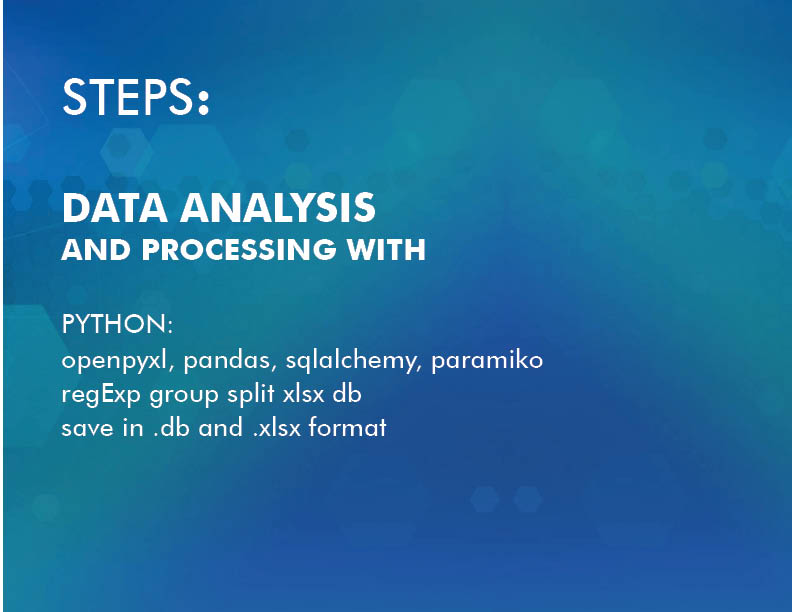 STEPS:
DATA ANALYSIS
AND PROCESSING WITH
PYTHON:
openpyxl, pandas, sqlalchemy, paramiko
regExp group split xlsx db
save in .db and .xlsx format